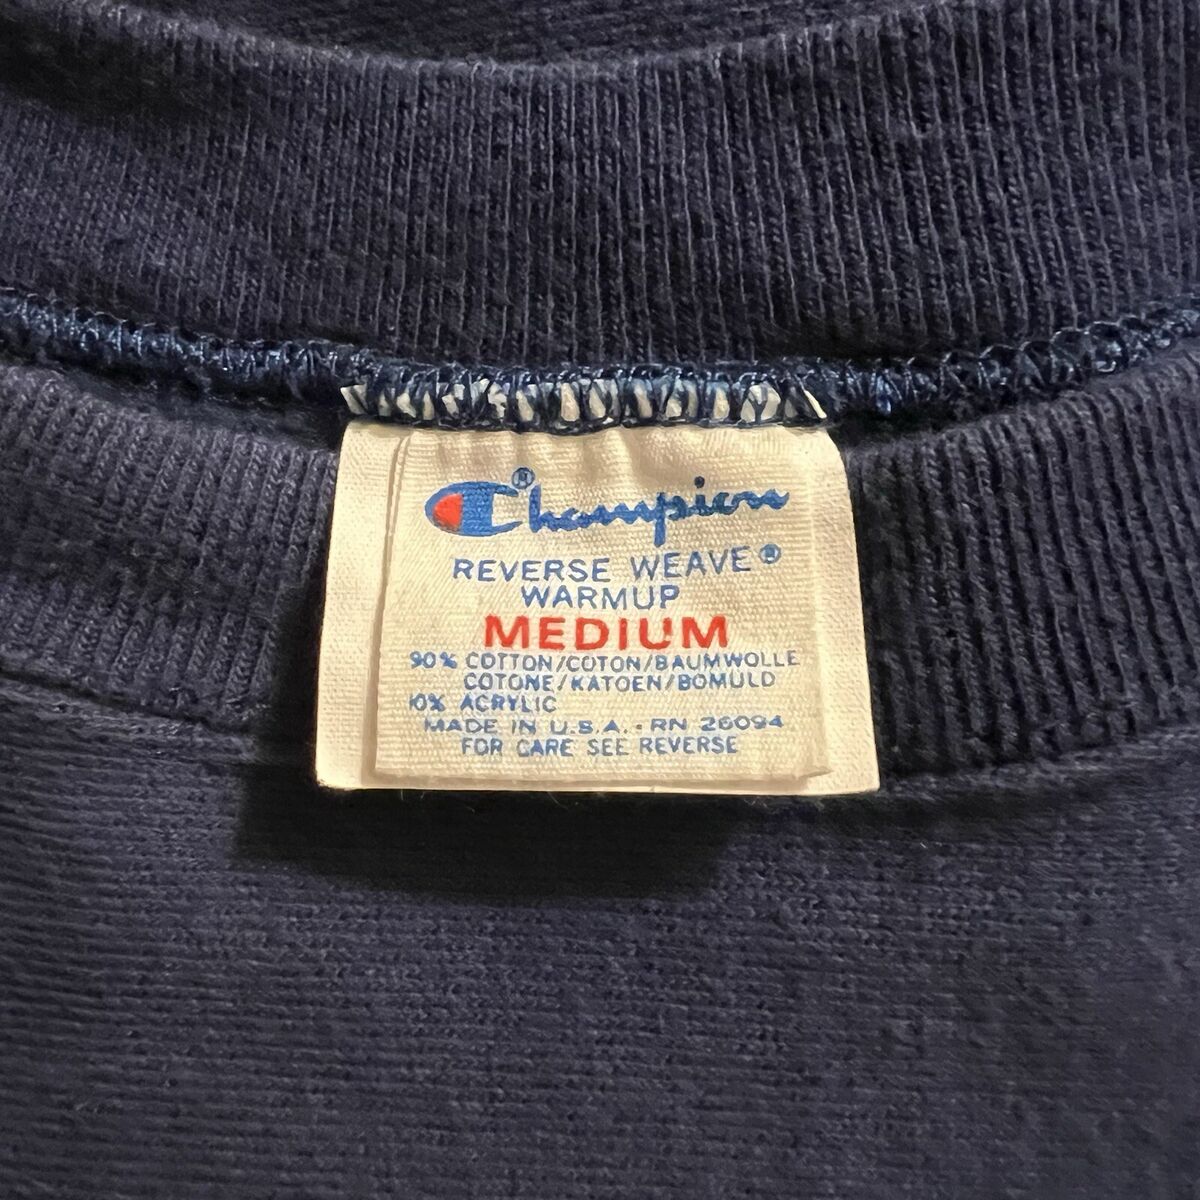 Champion®
REVERSE WEAVE®
WARMUP
MEDIUM
90% COTTON/COTON/BAUMWOLLE
COTONE/KATOEN/BOMULD
10% ACRYLIC
MADE IN U.S.A. - RN 26094
FOR CARE SEE REVERSE